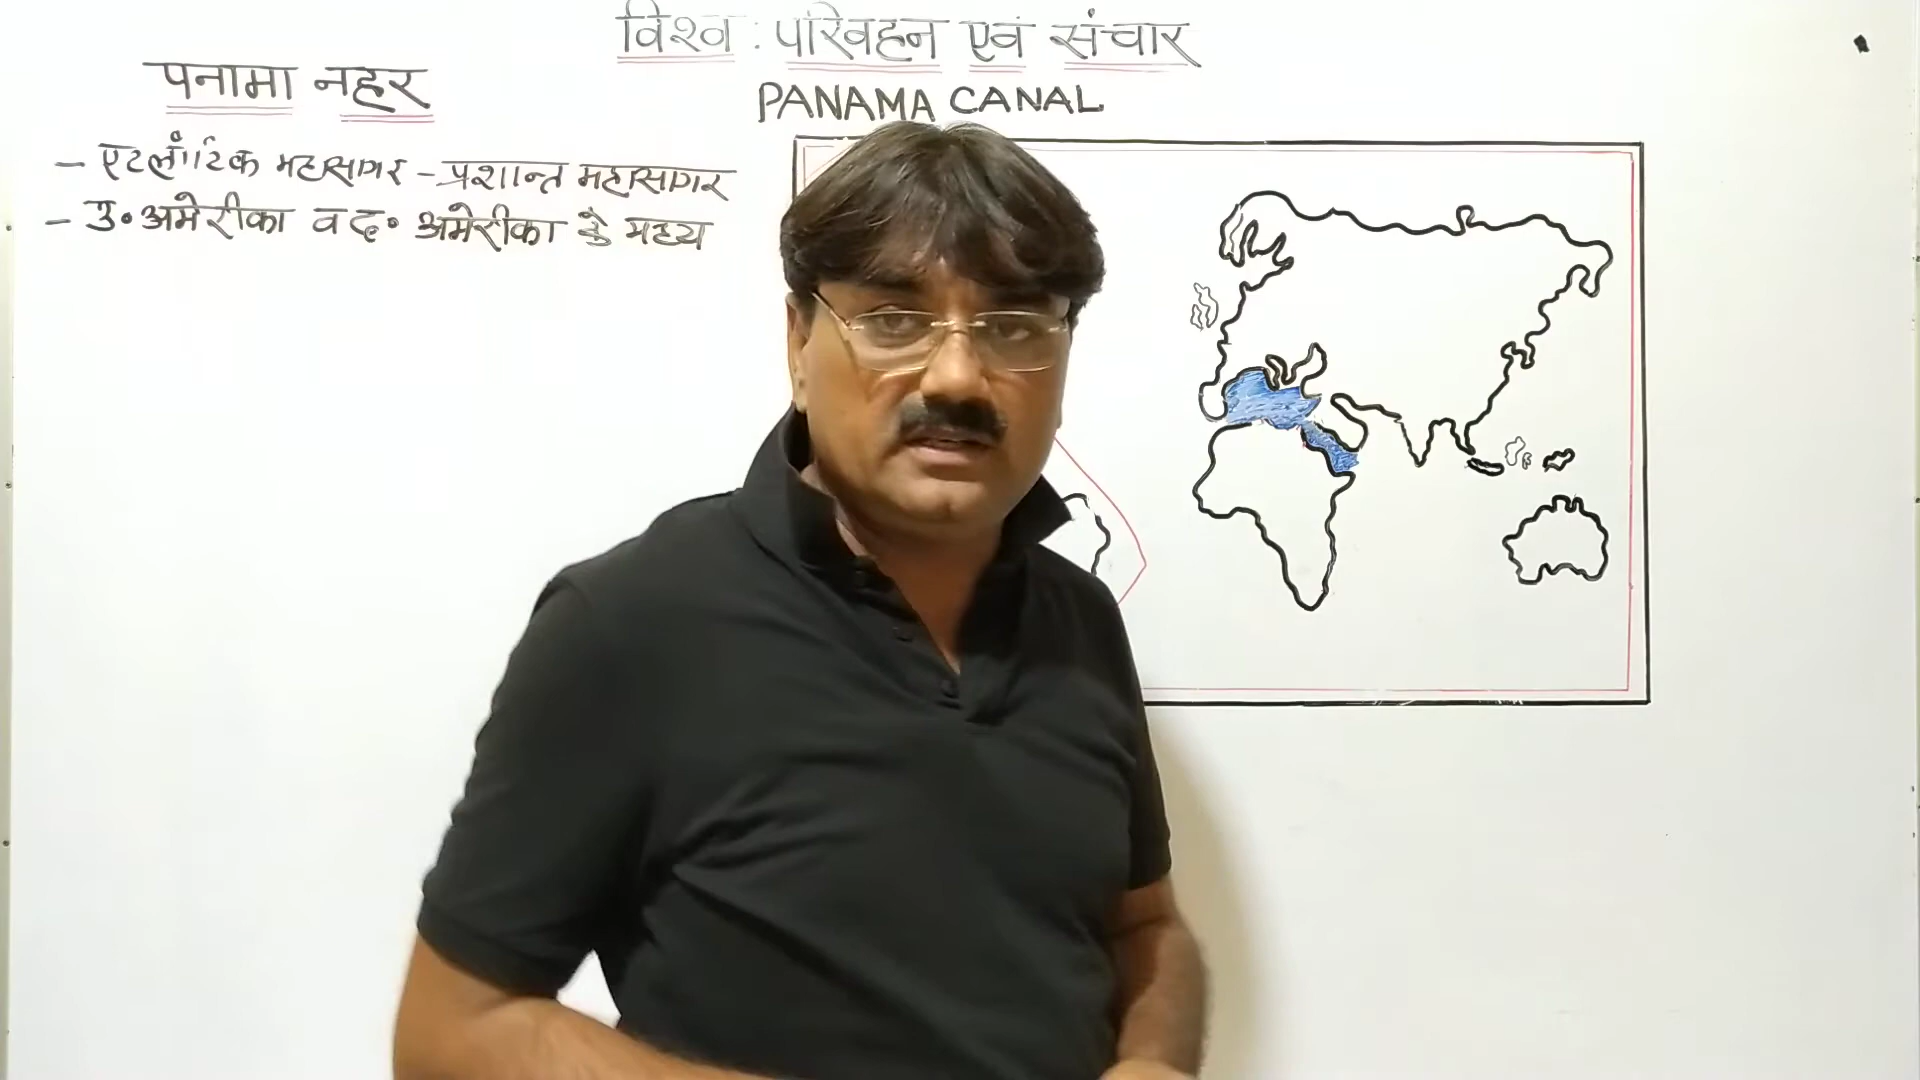 विश्व : परिवहन एवं संचार
पनामा नहर
PANAMA CANAL
- एटलांटिक महासागर - प्रशान्त महासागर
- उ॰ अमेरीका व द॰ अमेरीका के मध्य